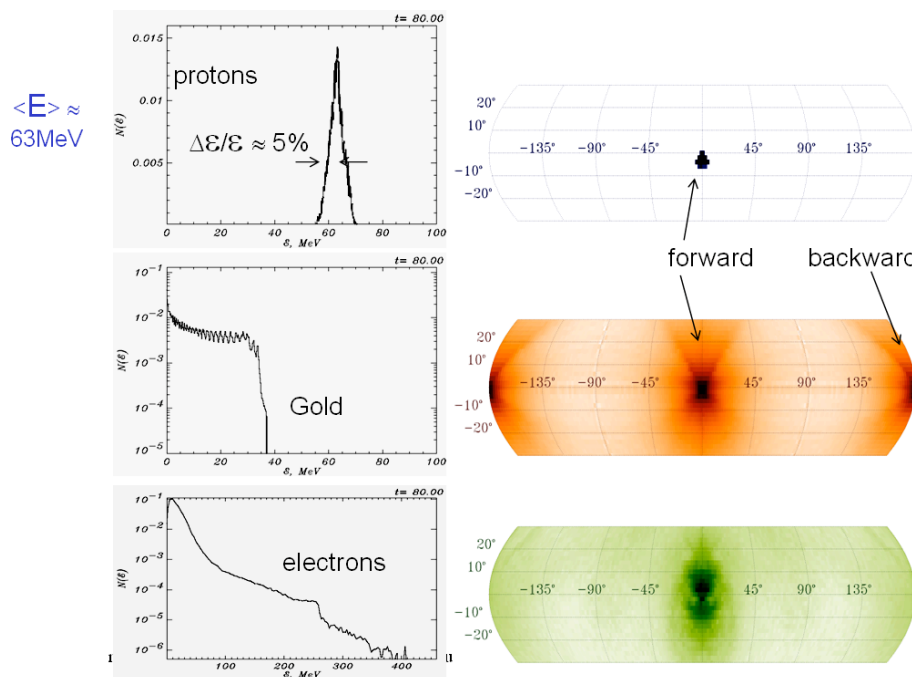 <E> ≈
63MeV
t= 80.00
0.015
0.01
0.005
N(ε)
protons
Δε/ε ≈ 5%
0 20 40 60 80 100
ε, MeV
20°
10°
-135° -90° -45° 45° 90° 135°
-10°
-20°
forward backward
t= 80.00
10-1
10-2
10-3
10-4
10-5
N(ε)
Gold
0 20 40 60 80 100
ε, MeV
20°
10°
-135° -90° -45° 45° 90° 135°
-10°
-20°
t= 80.00
10-1
10-2
10-3
10-4
10-5
10-6
N(ε)
electrons
100 200 300 400
ε, MeV
20°
10°
-135° -90° -45° 45° 90° 135°
-10°
-20°